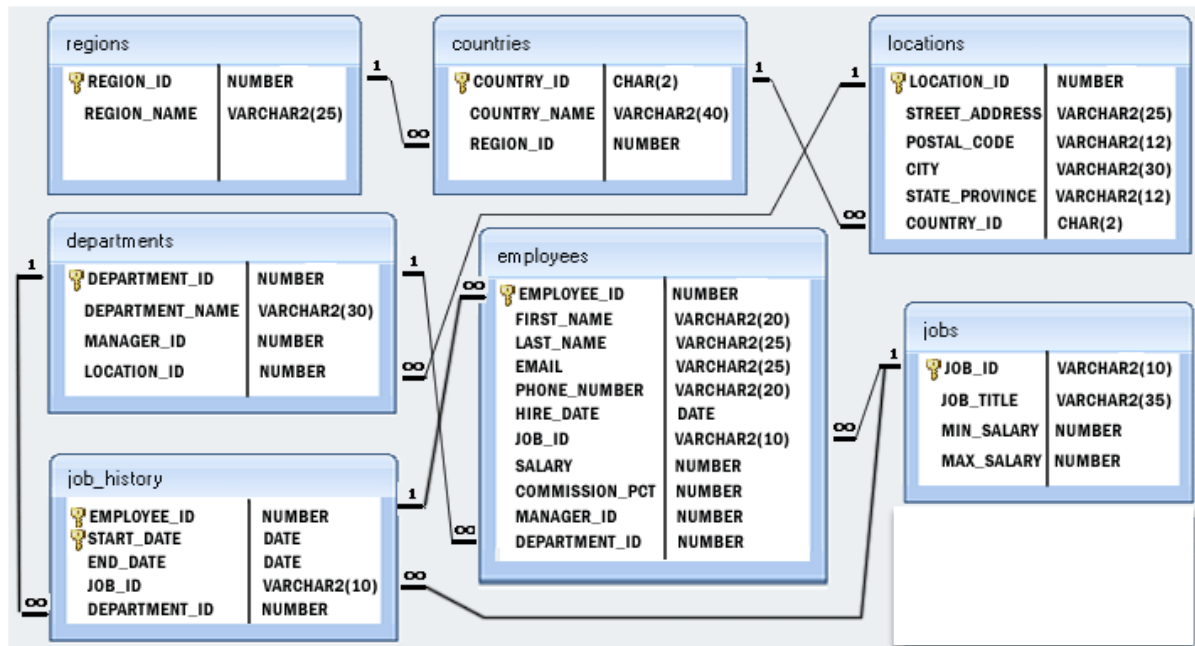 regions
REGION_ID NUMBER
REGION_NAME VARCHAR2(25)
1
∞
countries
COUNTRY_ID CHAR(2)
COUNTRY_NAME VARCHAR2(40)
REGION_ID NUMBER
1
∞
locations
1
LOCATION_ID NUMBER
STREET_ADDRESS VARCHAR2(25)
POSTAL_CODE VARCHAR2(12)
CITY VARCHAR2(30)
STATE_PROVINCE VARCHAR2(12)
COUNTRY_ID CHAR(2)
departments
1
DEPARTMENT_ID NUMBER
DEPARTMENT_NAME VARCHAR2(30)
MANAGER_ID NUMBER
LOCATION_ID NUMBER
1
∞
employees
∞
EMPLOYEE_ID NUMBER
FIRST_NAME VARCHAR2(20)
LAST_NAME VARCHAR2(25)
EMAIL VARCHAR2(25)
PHONE_NUMBER VARCHAR2(20)
HIRE_DATE DATE
JOB_ID VARCHAR2(10)
SALARY NUMBER
COMMISSION_PCT NUMBER
MANAGER_ID NUMBER
DEPARTMENT_ID NUMBER
∞
∞
jobs
1
JOB_ID VARCHAR2(10)
JOB_TITLE VARCHAR2(35)
MIN_SALARY NUMBER
MAX_SALARY NUMBER
job_history
1
EMPLOYEE_ID NUMBER
START_DATE DATE
END_DATE DATE
JOB_ID VARCHAR2(10)
DEPARTMENT_ID NUMBER
∞
∞